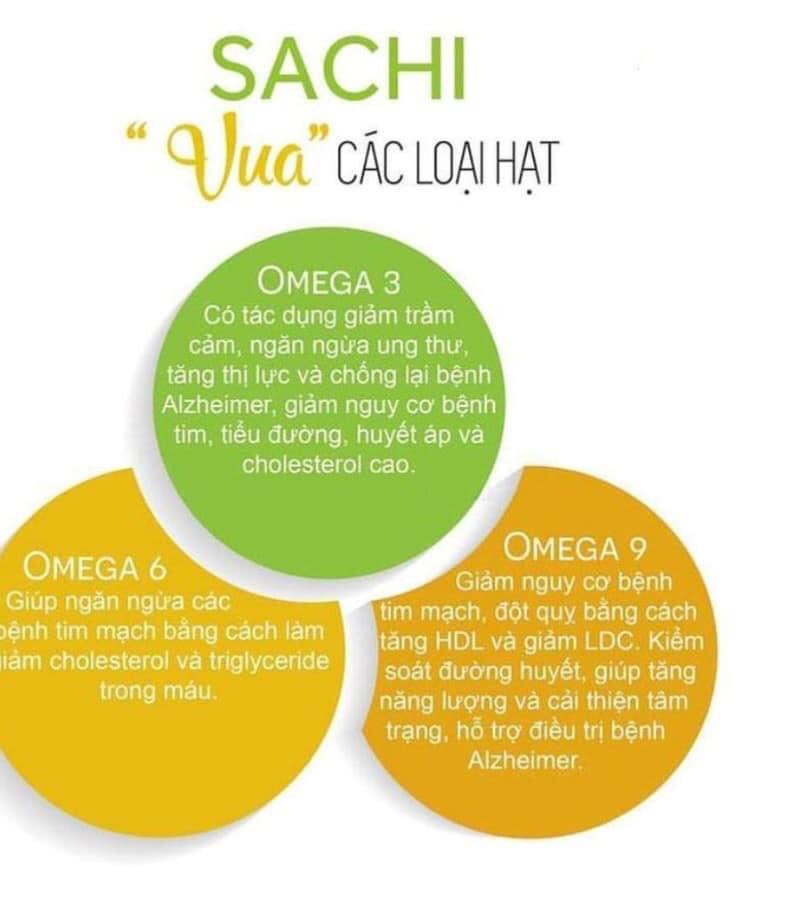 SACHI
“Vua” CÁC LOẠI HẠT
OMEGA 3
Có tác dụng giảm trầm
cảm, ngăn ngừa ung thư,
tăng thị lực và chống lại bệnh
Alzheimer, giảm nguy cơ bệnh
tim, tiểu đường, huyết áp và
cholesterol cao.
OMEGA 6
Giúp ngăn ngừa các
bệnh tim mạch bằng cách làm
giảm cholesterol và triglyceride
trong máu.
OMEGA 9
Giảm nguy cơ bệnh
tim mạch, đột quỵ bằng cách
tăng HDL và giảm LDC. Kiểm
soát đường huyết, giúp tăng
năng lượng và cải thiện tâm
trạng, hỗ trợ điều trị bệnh
Alzheimer.